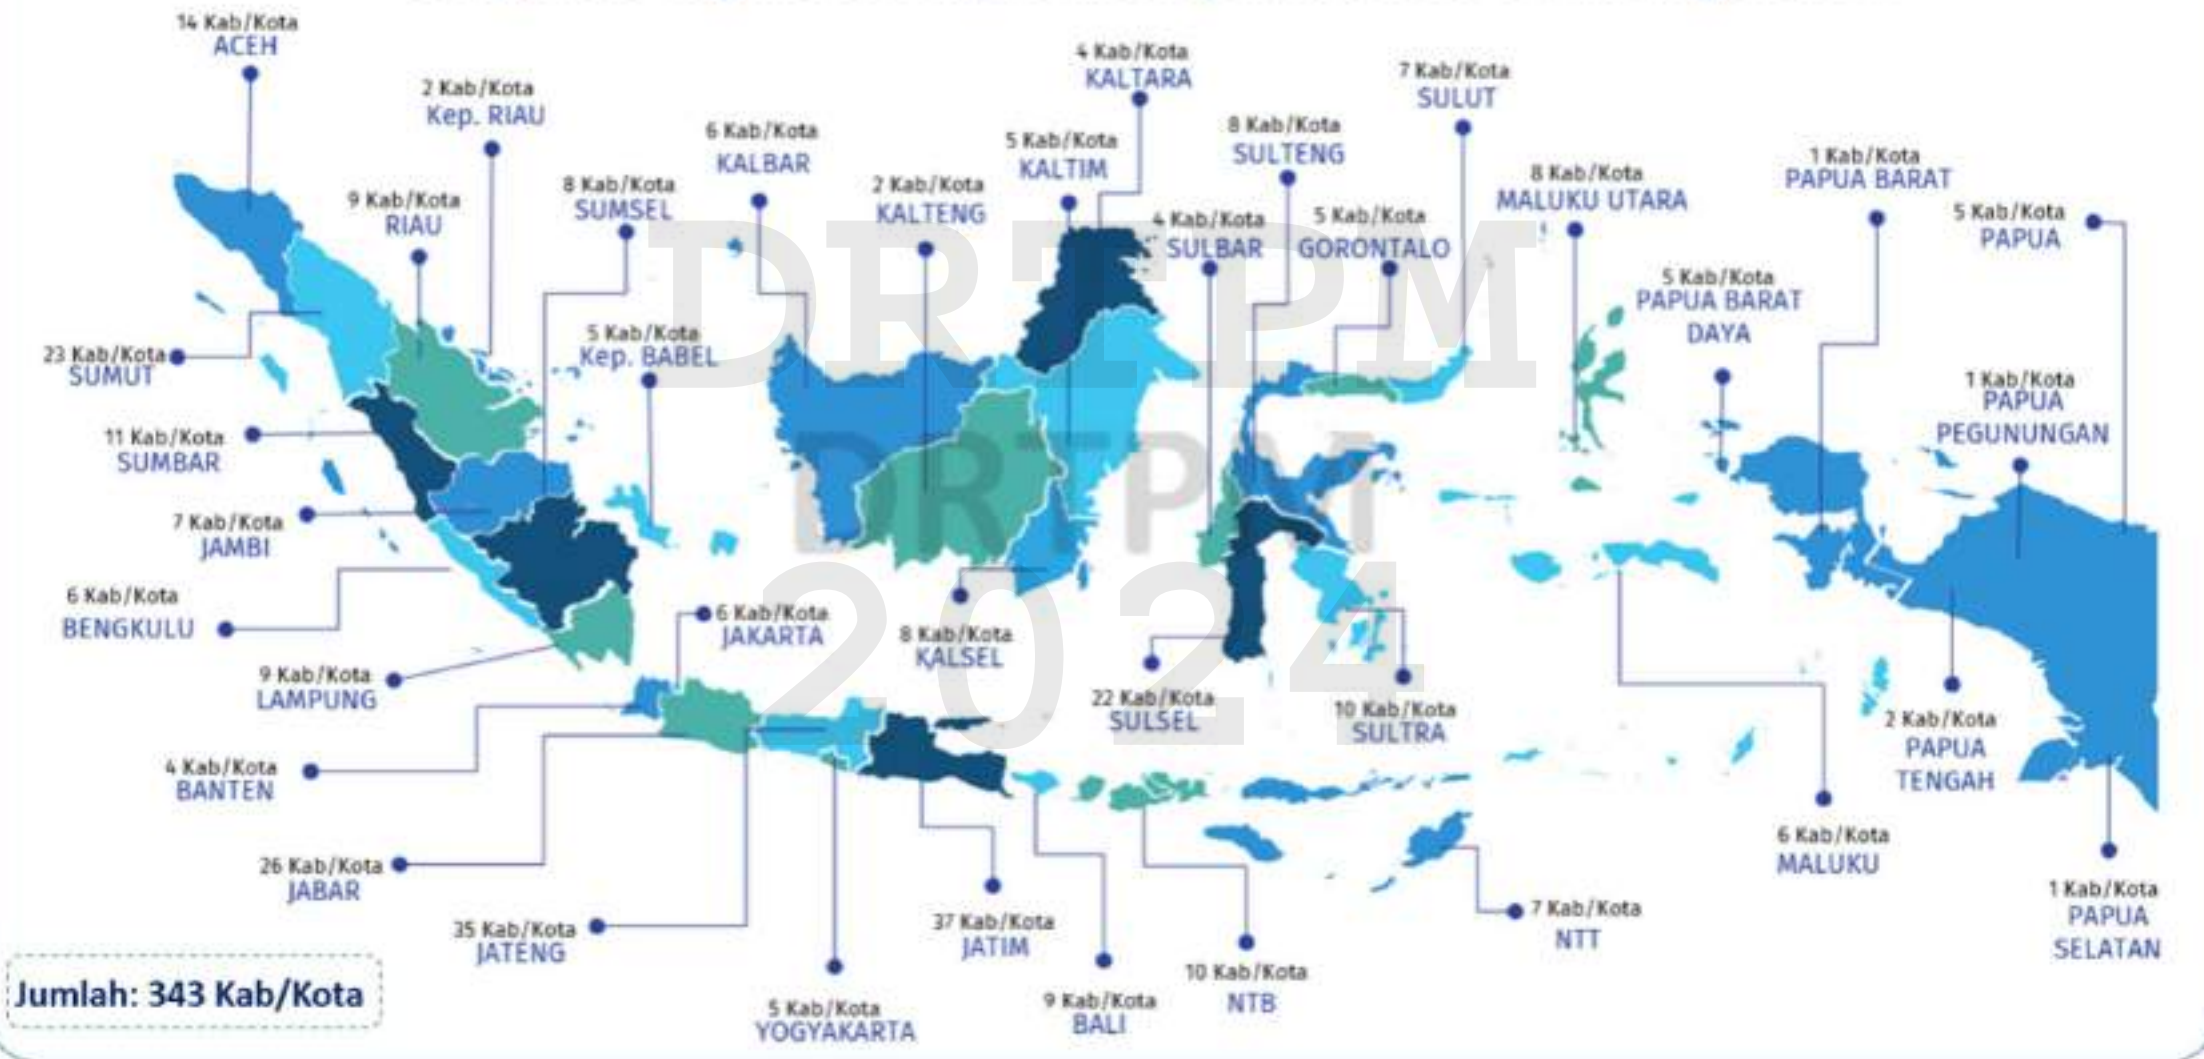 14 Kab/Kota
ACEH
2 Kab/Kota
Kep. RIAU
9 Kab/Kota
RIAU
8 Kab/Kota
SUMSEL
6 Kab/Kota
KALBAR
2 Kab/Kota
KALTENG
5 Kab/Kota
KALTIM
4 Kab/Kota
KALTARA
8 Kab/Kota
SULTENG
7 Kab/Kota
SULUT
4 Kab/Kota
SULBAR
5 Kab/Kota
GORONTALO
8 Kab/Kota
MALUKU UTARA
1 Kab/Kota
PAPUA BARAT
5 Kab/Kota
PAPUA
5 Kab/Kota
PAPUA BARAT
DAYA
1 Kab/Kota
PAPUA
PEGUNUNGAN
23 Kab/Kota
SUMUT
5 Kab/Kota
Kep. BABEL
11 Kab/Kota
SUMBAR
7 Kab/Kota
JAMBI
6 Kab/Kota
BENGKULU
9 Kab/Kota
LAMPUNG
6 Kab/Kota
JAKARTA
8 Kab/Kota
KALSEL
22 Kab/Kota
SULSEL
10 Kab/Kota
SULTRA
2 Kab/Kota
PAPUA
TENGAH
4 Kab/Kota
BANTEN
26 Kab/Kota
JABAR
35 Kab/Kota
JATENG
5 Kab/Kota
YOGYAKARTA
37 Kab/Kota
JATIM
9 Kab/Kota
BALI
10 Kab/Kota
NTB
7 Kab/Kota
NTT
6 Kab/Kota
MALUKU
1 Kab/Kota
PAPUA
SELATAN
Jumlah: 343 Kab/Kota
DRTPM
DRTPM
2024